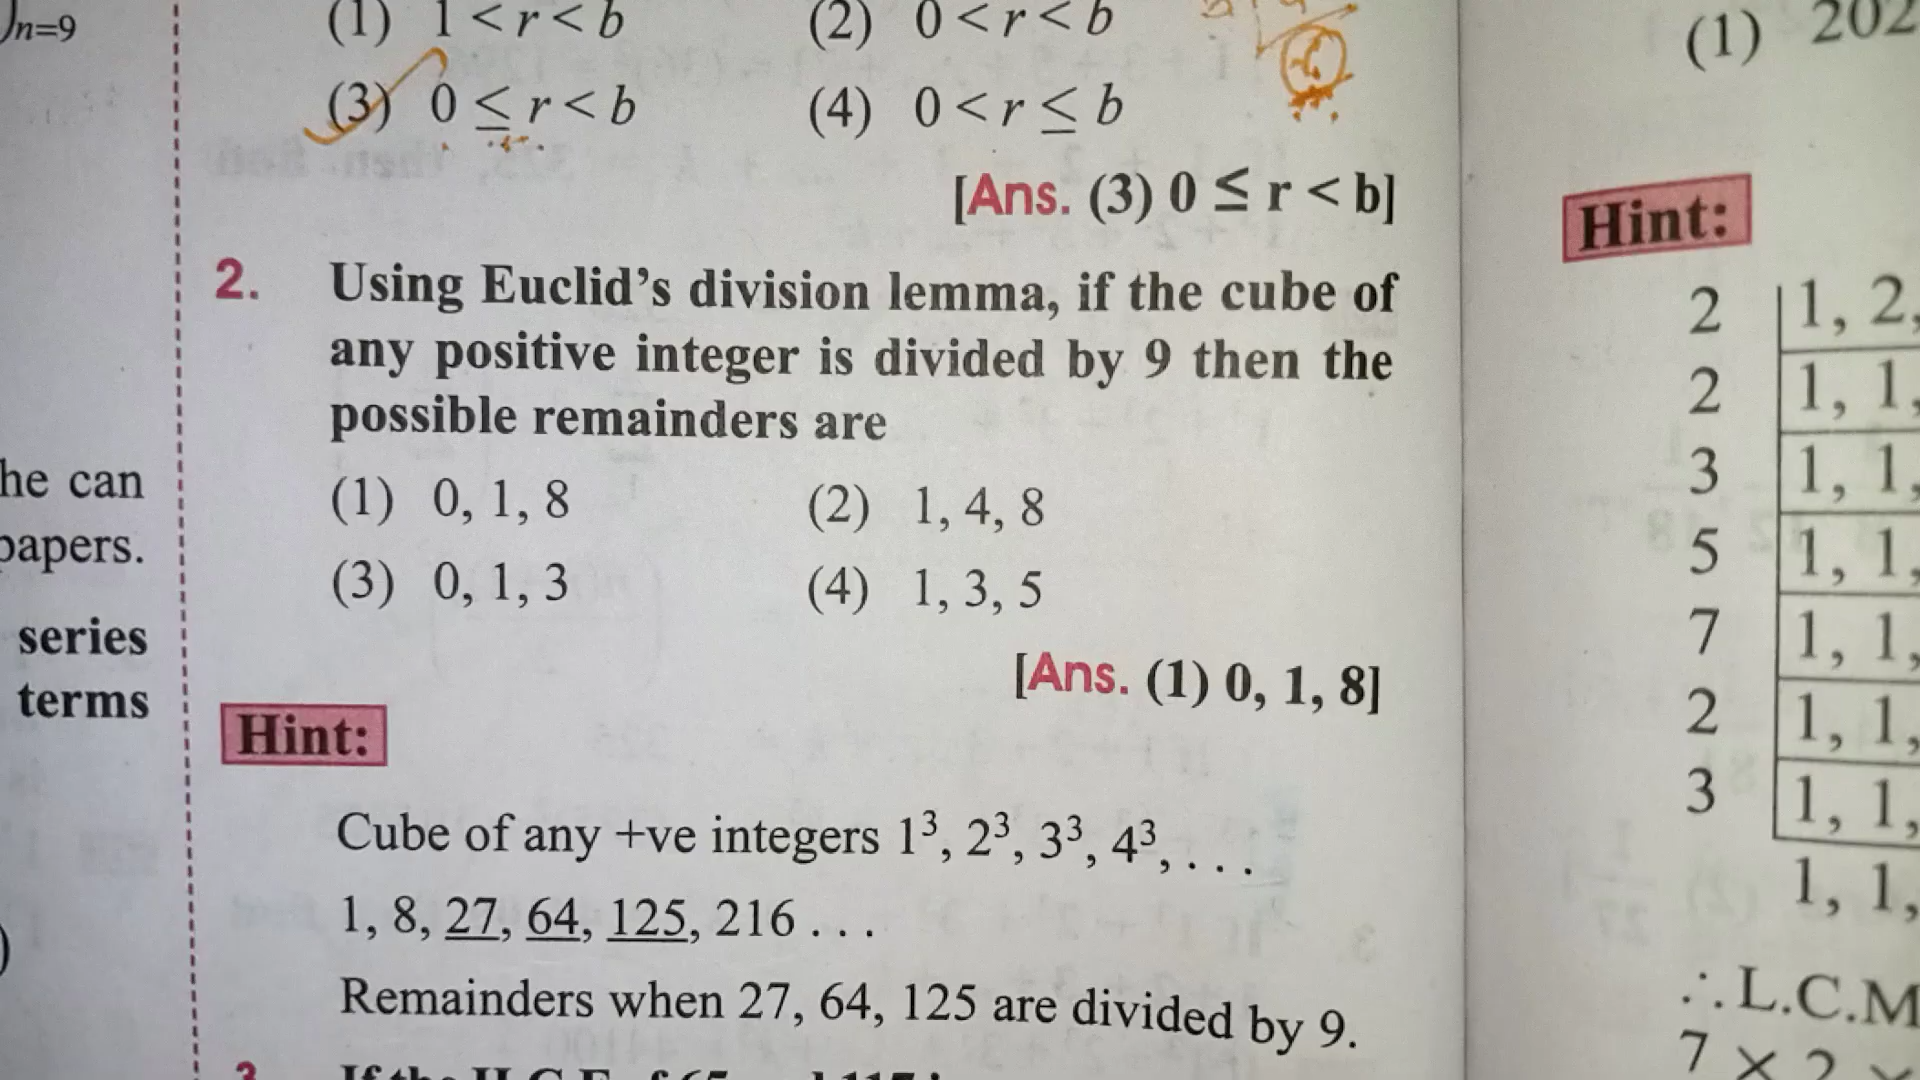 n=9
he can
papers.
series
terms
(1) 1 < r < b (2) 0 < r < b
(3) 0 ≤ r < b (4) 0 < r ≤ b
[Ans. (3) 0 ≤ r < b]
2. Using Euclid's division lemma, if the cube of
any positive integer is divided by 9 then the
possible remainders are
(1) 0, 1, 8 (2) 1, 4, 8
(3) 0, 1, 3 (4) 1, 3, 5
[Ans. (1) 0, 1, 8]
Hint:
Cube of any +ve integers 1³, 2³, 3³, 4³, . . .
1, 8, 27, 64, 125, 216 . . .
Remainders when 27, 64, 125 are divided by 9.
3.
(1) 202
Hint:
2 1, 2,
2 1, 1,
3 1, 1,
5 1, 1,
7 1, 1,
2 1, 1,
3 1, 1,
1, 1,
∴ L.C.M
7 × 2 ×